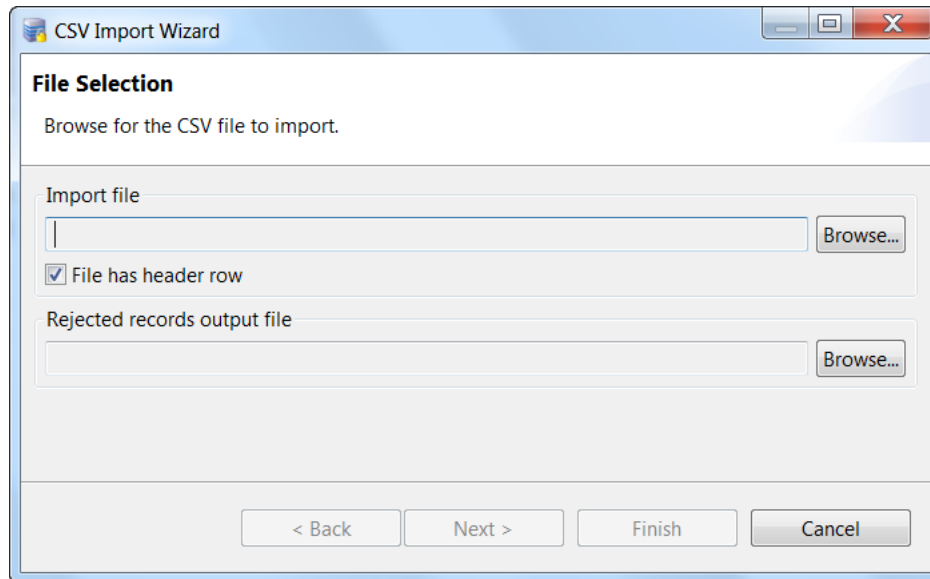 CSV Import Wizard
File Selection
Browse for the CSV file to import.
Import file
Browse...
File has header row
Rejected records output file
Browse...
< Back Next > Finish Cancel